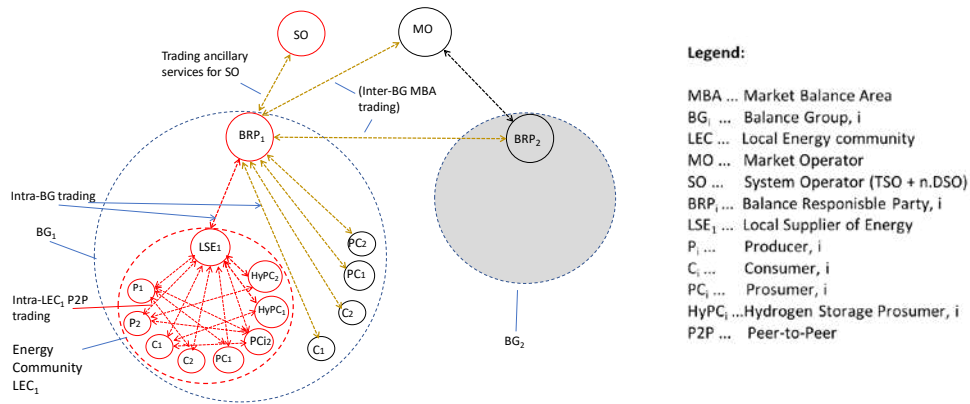 SO
MO
Trading ancillary
services for SO
(Inter-BG MBA
trading)
BRP1
BRP2
Intra-BG trading
BG1
LSE1
PC2
PC1
C2
C1
HyPC2
HyPC1
P1
P2
C1
C2
PC1
PCi2
Intra-LEC1 P2P
trading
Energy
Community
LEC1
BG2
Legend:
MBA ... Market Balance Area
BGi ... Balance Group, i
LEC ... Local Energy community
MO ... Market Operator
SO ... System Operator (TSO + n.DSO)
BRPi ... Balance Responisble Party, i
LSE1 ... Local Supplier of Energy
Pi ... Producer, i
Ci ... Consumer, i
PCi ... Prosumer, i
HyPCi ...Hydrogen Storage Prosumer, i
P2P ... Peer-to-Peer